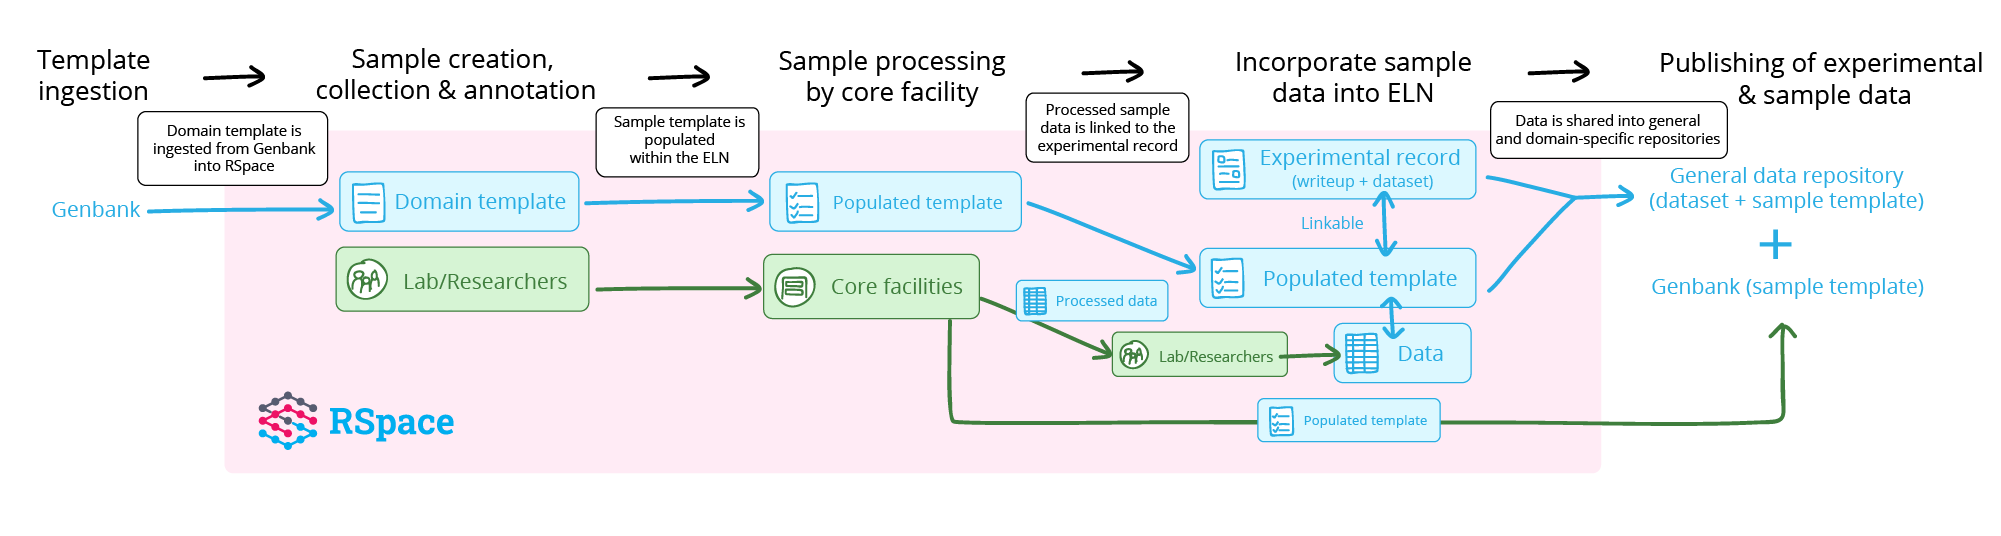 Template
ingestion
Sample creation,
collection & annotation
Sample processing
by core facility
Incorporate sample
data into ELN
Publishing of experimental
& sample data
Domain template is
ingested from Genbank
into RSpace
Sample template is
populated
within the ELN
Processed sample
data is linked to the
experimental record
Data is shared into general
and domain-specific repositories
Genbank
Domain template
Populated template
Experimental record
(writeup + dataset)
Linkable
General data repository
(dataset + sample template)
+
Genbank (sample template)
Lab/Researchers
Core facilities
Populated template
Processed data
Lab/Researchers
Data
Populated template
RSpace